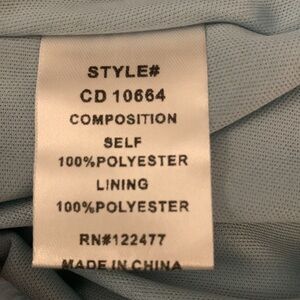 STYLE#
CD 10664
COMPOSITION
SELF
100%POLYESTER
LINING
100%POLYESTER
RN#122477
MADE IN CHINA